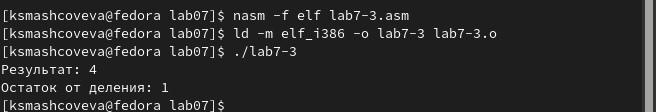 [ksmashcoveva@fedora lab07]$ nasm -f elf lab7-3.asm
[ksmashcoveva@fedora lab07]$ ld -m elf_i386 -o lab7-3 lab7-3.o
[ksmashcoveva@fedora lab07]$ ./lab7-3
Результат: 4
Остаток от деления: 1
[ksmashcoveva@fedora lab07]$